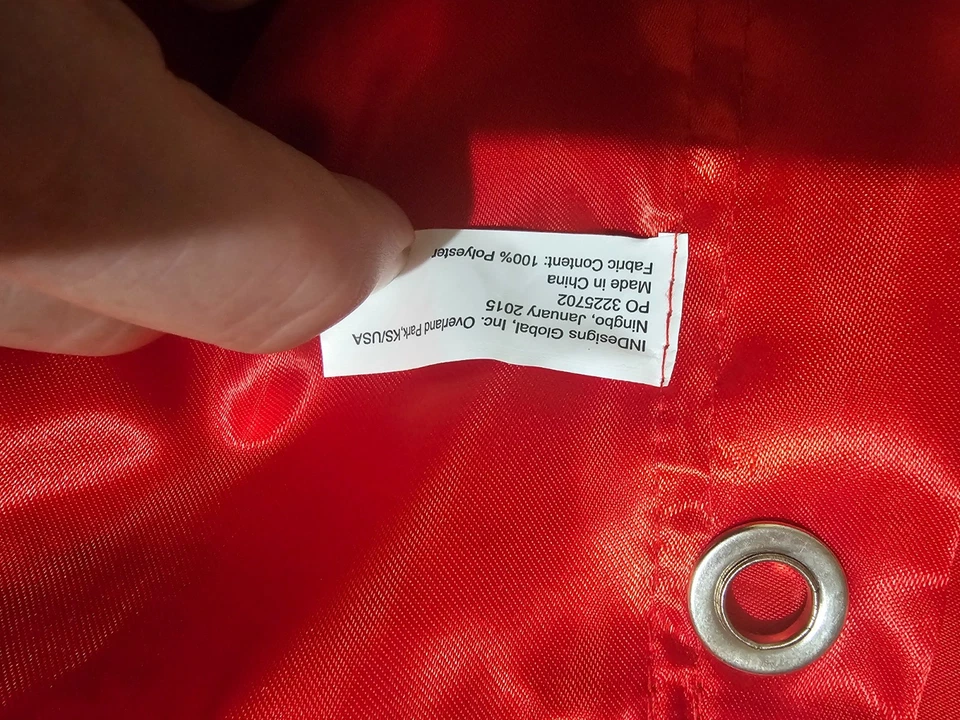 INDesigns Global, Inc. Overland Park,KS/USA
Ningbo, January 2015
PO 3225702
Made in China
Fabric Content: 100% Polyester